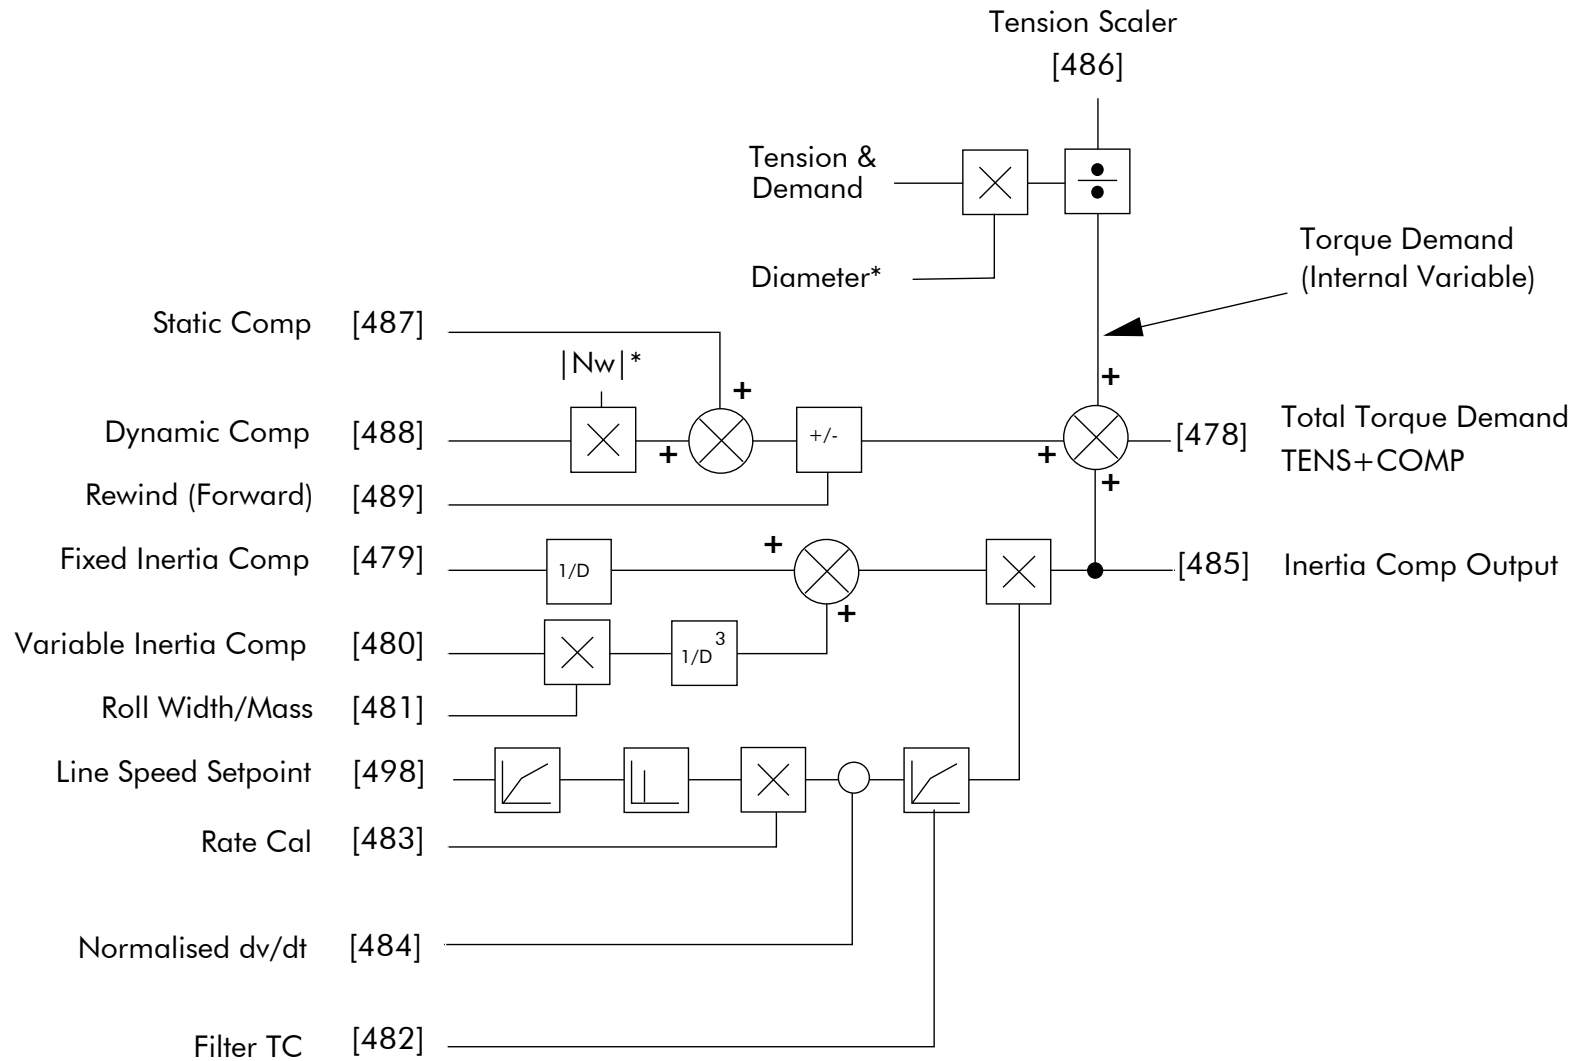 Tension Scaler
[486]
Tension &
Demand
Diameter*
Torque Demand
(Internal Variable)
Static Comp [487]
|Nw|*
+
+
Dynamic Comp [488]
+
+/-
+
[478] Total Torque Demand
TENS+COMP
+
Rewind (Forward) [489]
Fixed Inertia Comp [479]
1/D
+
[485] Inertia Comp Output
+
Variable Inertia Comp [480]
1/D 3
Roll Width/Mass [481]
Line Speed Setpoint [498]
Rate Cal [483]
Normalised dv/dt [484]
Filter TC [482]